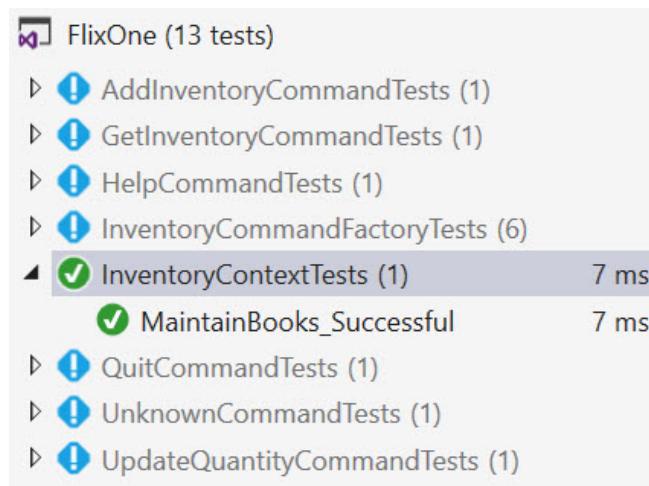 FlixOne (13 tests)
AddInventoryCommandTests (1)
GetInventoryCommandTests (1)
HelpCommandTests (1)
InventoryCommandFactoryTests (6)
InventoryContextTests (1) 7 ms
MaintainBooks_Successful 7 ms
QuitCommandTests (1)
UnknownCommandTests (1)
UpdateQuantityCommandTests (1)